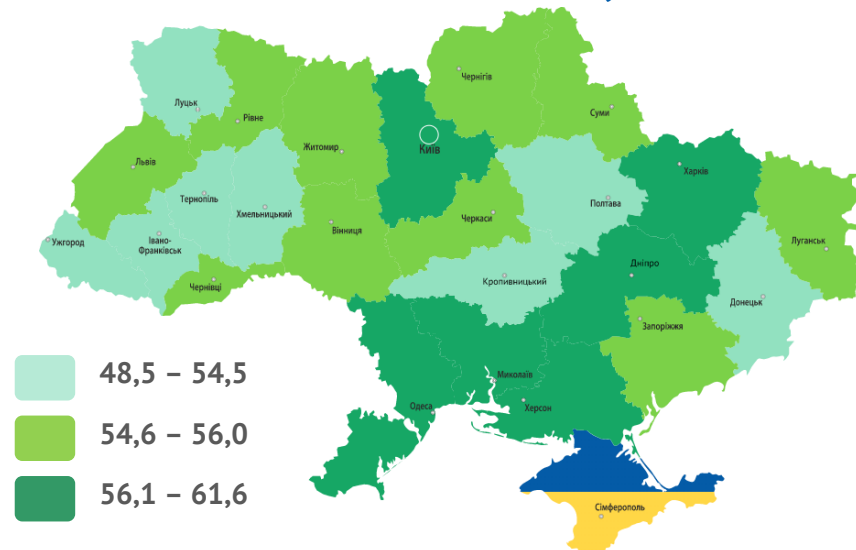 Чернігів
Луцьк
Суми
Рівне
Київ
Житомир
Львів
Харків
Тернопіль
Полтава
Хмельницький
Черкаси
Вінниця
Ужгород
Івано-
Франківськ
Луганськ
Дніпро
Кропивницький
Чернівці
Донецьк
Запоріжжя
Миколаїв
Херсон
Одеса
Сімферополь
48,5 – 54,5
54,6 – 56,0
56,1 – 61,6